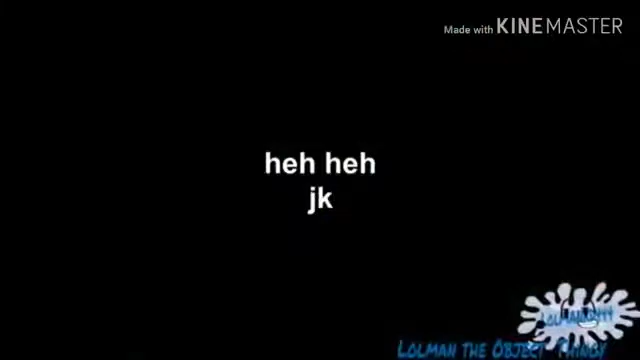 Made with KINEMASTER
heh heh
jk
Lolman the Object